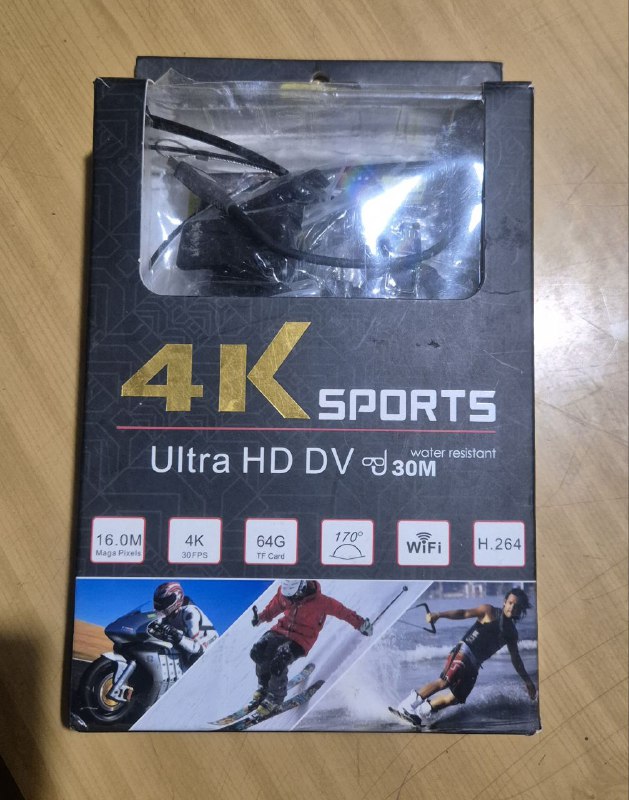 4K SPORTS
Ultra HD DV water resistant 30M
16.0M
Maga Pixels
4K
30FPS
64G
TF Card
170°
WiFi
H.264